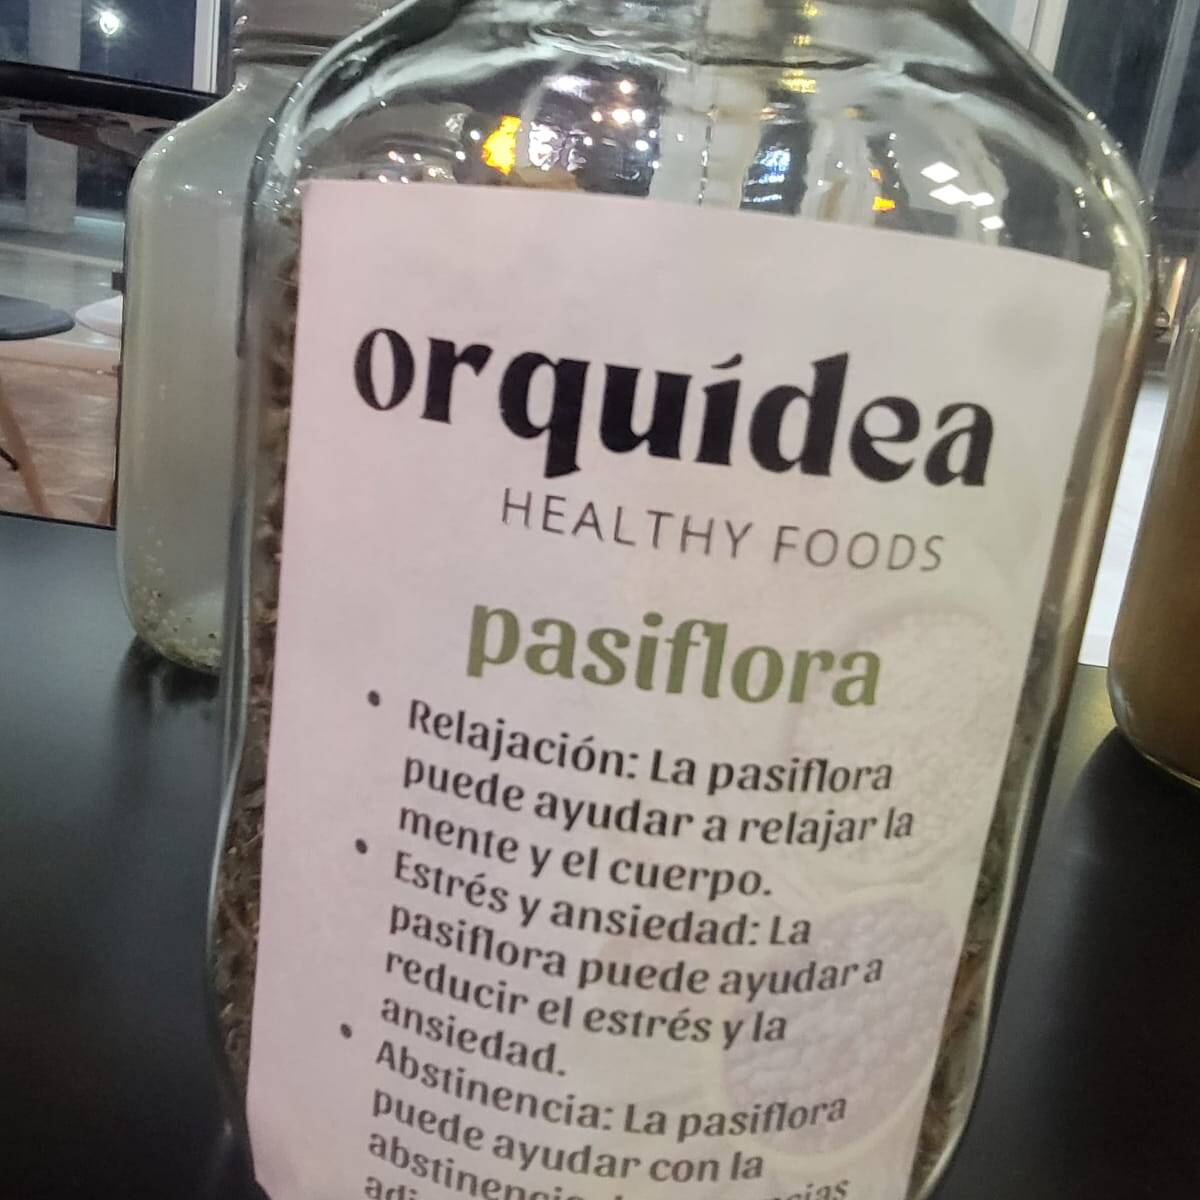 orquídea
HEALTHY FOODS
pasiflora
• Relajación: La pasiflora
puede ayudar a relajar la
mente y el cuerpo.
• Estrés y ansiedad: La
pasiflora puede ayudar a
reducir el estrés y la
ansiedad.
• Abstinencia: La pasiflora
puede ayudar con la